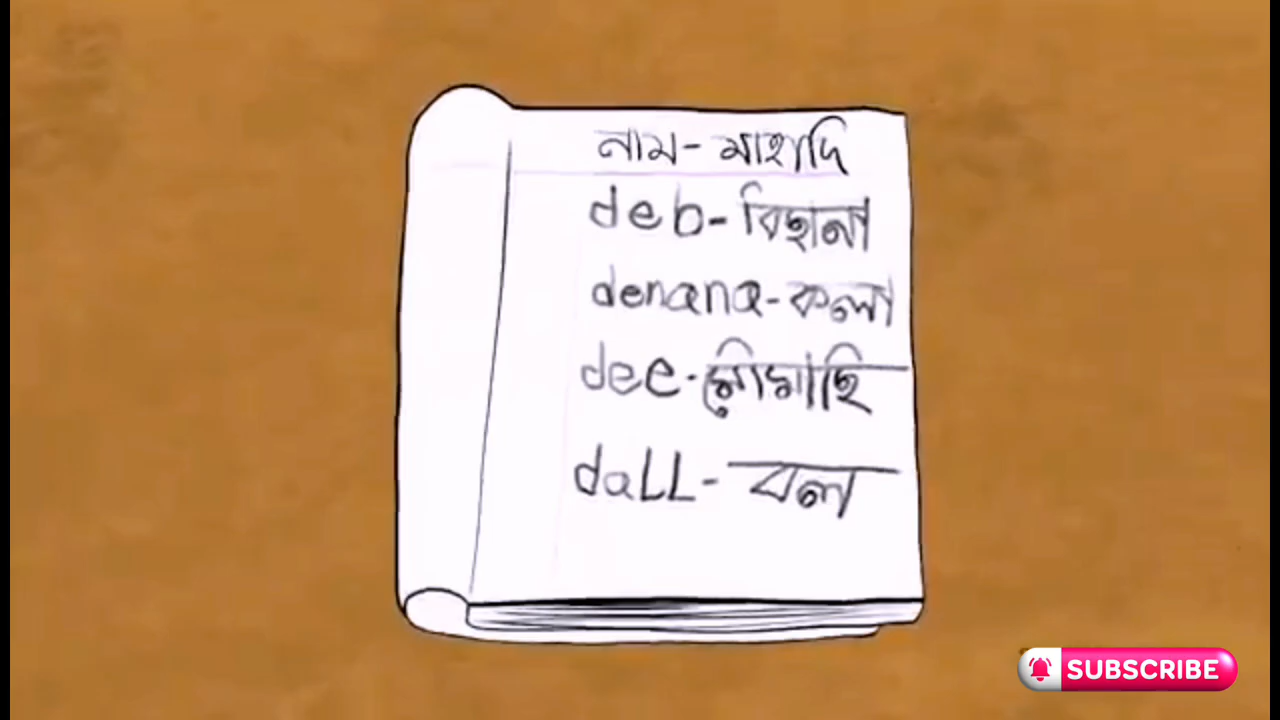 নাম- মাহাদি
deb- বিছানা
denana- কলা
dee- মৌমাছি
daLL- বল
SUBSCRIBE